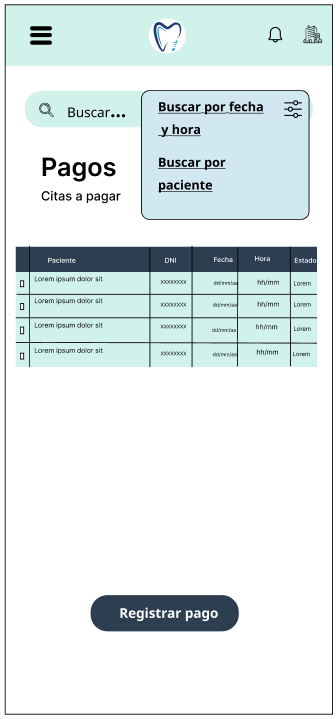 Buscar...
Buscar por fecha
y hora
Buscar por
paciente
Pagos
Citas a pagar
Paciente DNI Fecha Hora Estado
Lorem ipsum dolor sit xxxxxxxx dd/mm/aa hh/mm Lorem
Lorem ipsum dolor sit xxxxxxxx dd/mm/aa hh/mm Lorem
Lorem ipsum dolor sit xxxxxxxx dd/mm/aa hh/mm Lorem
Lorem ipsum dolor sit xxxxxxxx dd/mm/aa hh/mm Lorem
Registrar pago